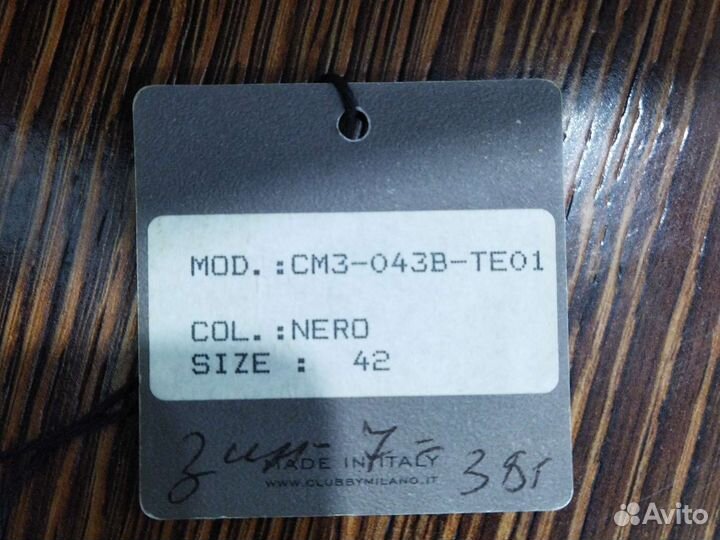 MOD.:CM3-043B-TE01
COL.:NERO
SIZE : 42
MADE IN ITALY
WWW.CLUBBYMILANO.IT
Avito